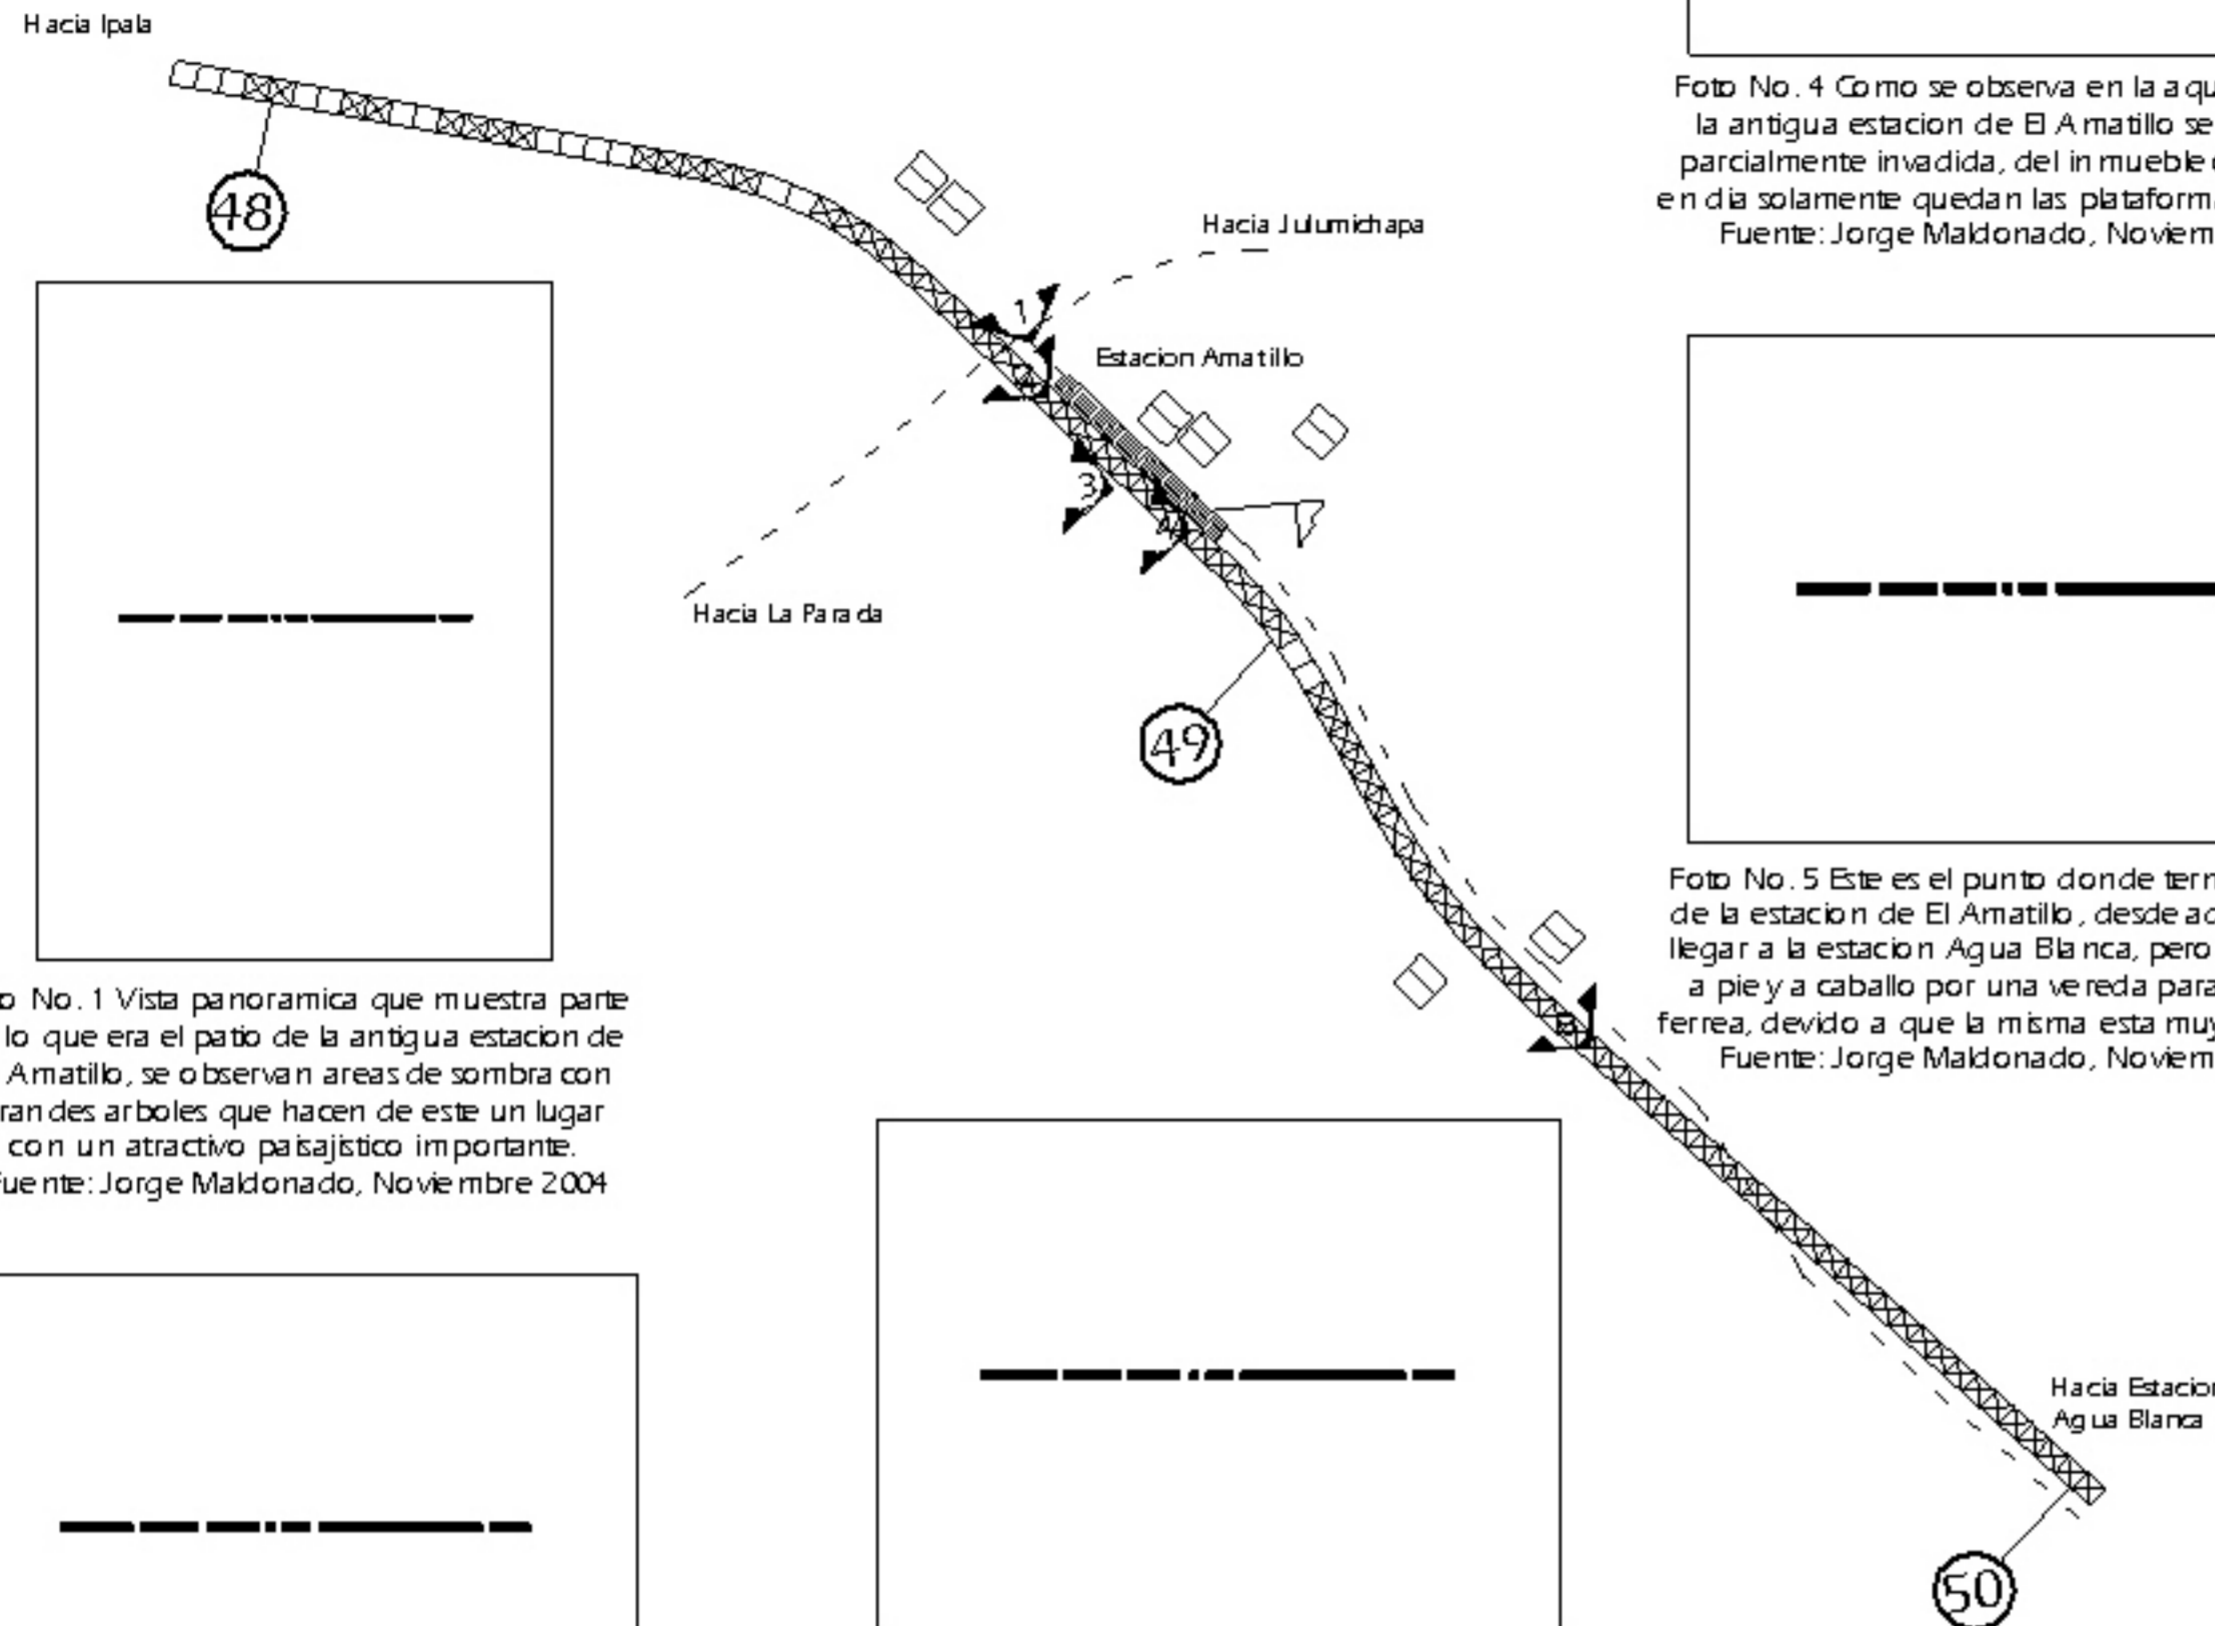 Hacia Ipala
48
Hacia Julumichapa
1
Estacion Amatillo
2
3
4
Hacia La Parada
49
5
Hacia Estacion
Agua Blanca
50
No. 1 Vista panoramica que muestra parte
lo que era el patio de la antigua estacion de
Amatillo, se observan areas de sombra con
randes arboles que hacen de este un lugar
con un atractivo paisajistico importante.
Fuente: Jorge Maldonado, Noviembre 2004
Foto No. 4 Como se observa en la aqu
la antigua estacion de El Amatillo se
parcialmente invadida, del inmueble
en dia solamente quedan las plataform
Fuente: Jorge Maldonado, Noviem
Foto No. 5 Este es el punto donde tern
de la estacion de El Amatillo, desde ac
llegar a la estacion Agua Blanca, pero
a pie y a caballo por una vereda para
ferrea, devido a que la misma esta muy
Fuente: Jorge Maldonado, Noviem